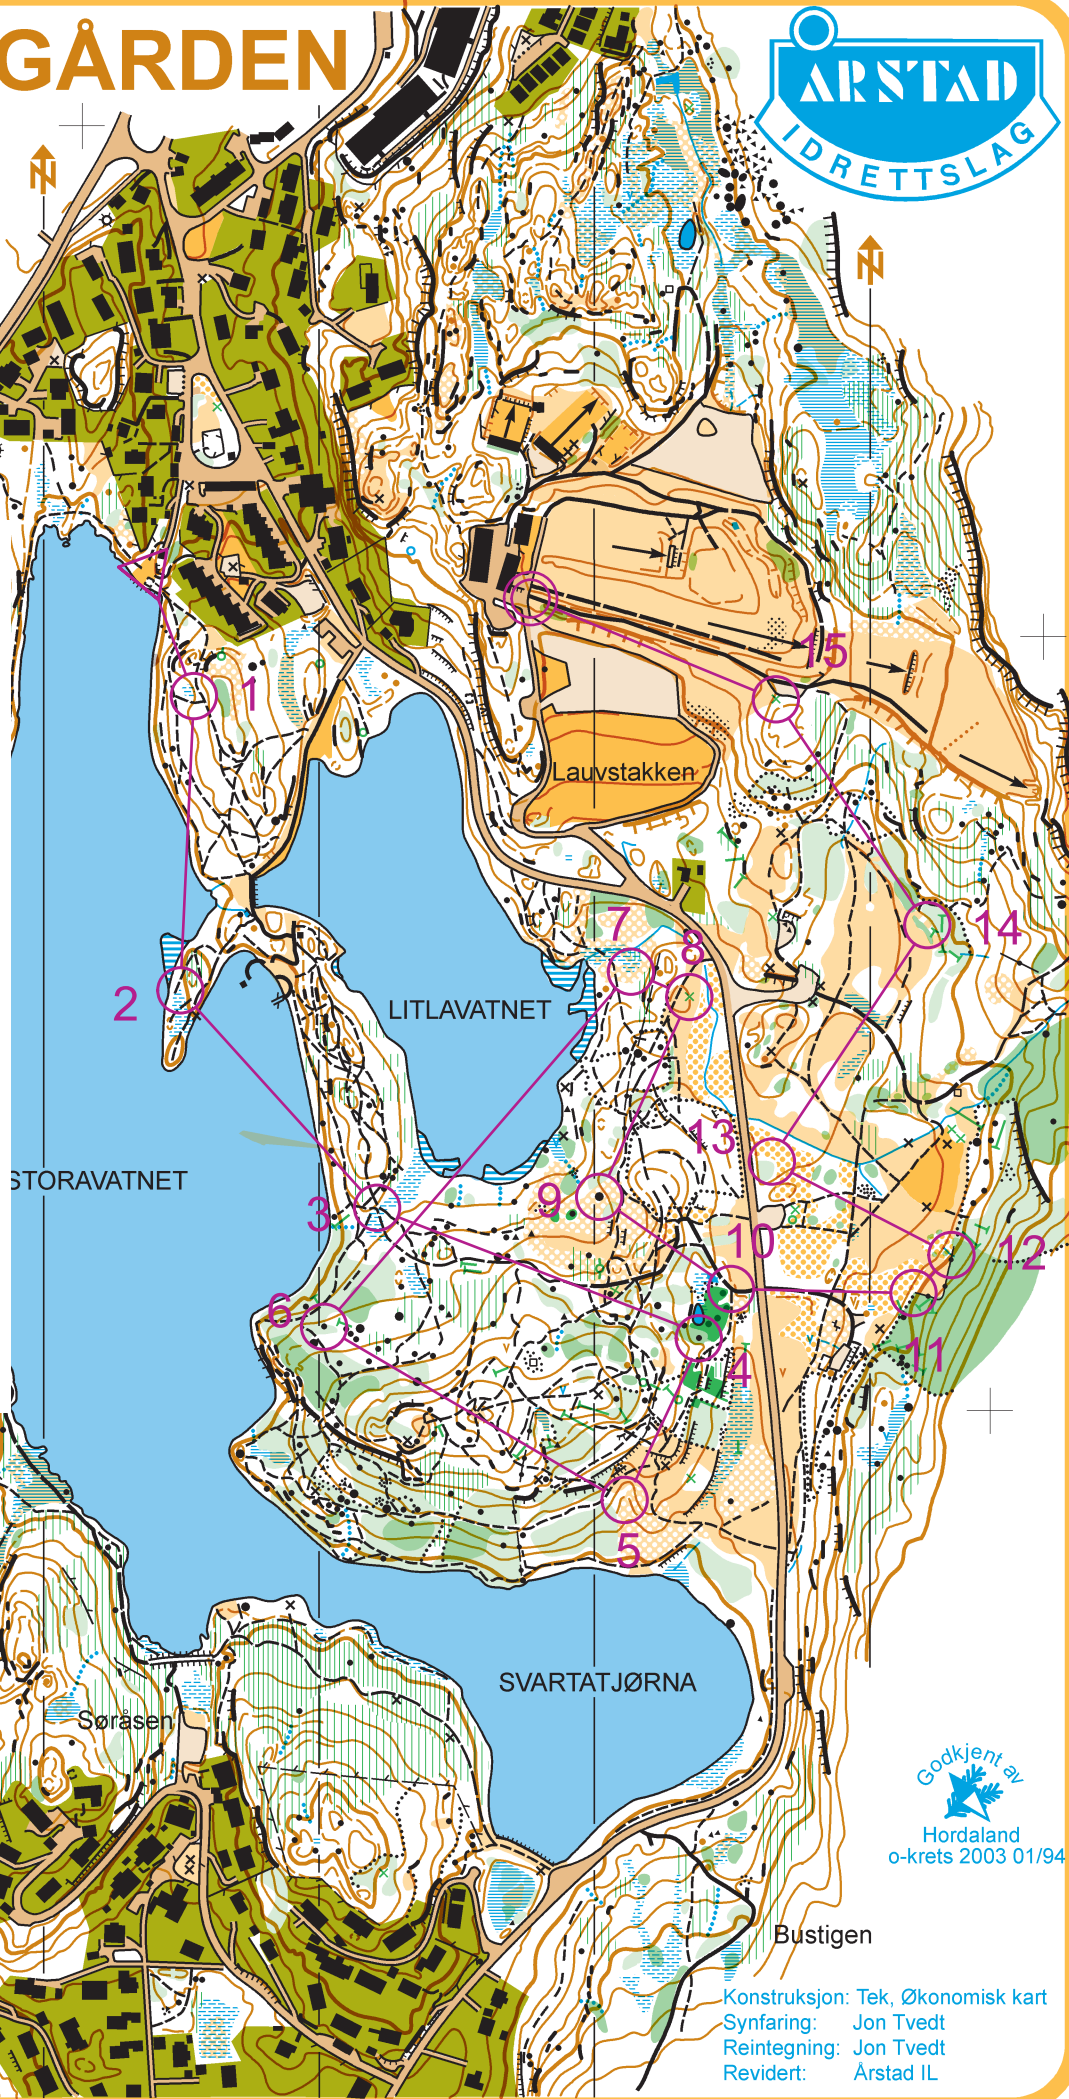 GÅRDEN
ÅRSTAD
IDRETTSLAG
N
N
15
1
Lauvstakken
7
8
14
2
LITLAVATNET
13
STORAVATNET
9
3
10
12
6
11
4
5
SVARTATJØRNA
Søråsen
Godkjent av
Hordaland
o-krets 2003 01/94
Bustigen
Konstruksjon: Tek, Økonomisk kart
Synfaring: Jon Tvedt
Reintegning: Jon Tvedt
Revidert: Årstad IL